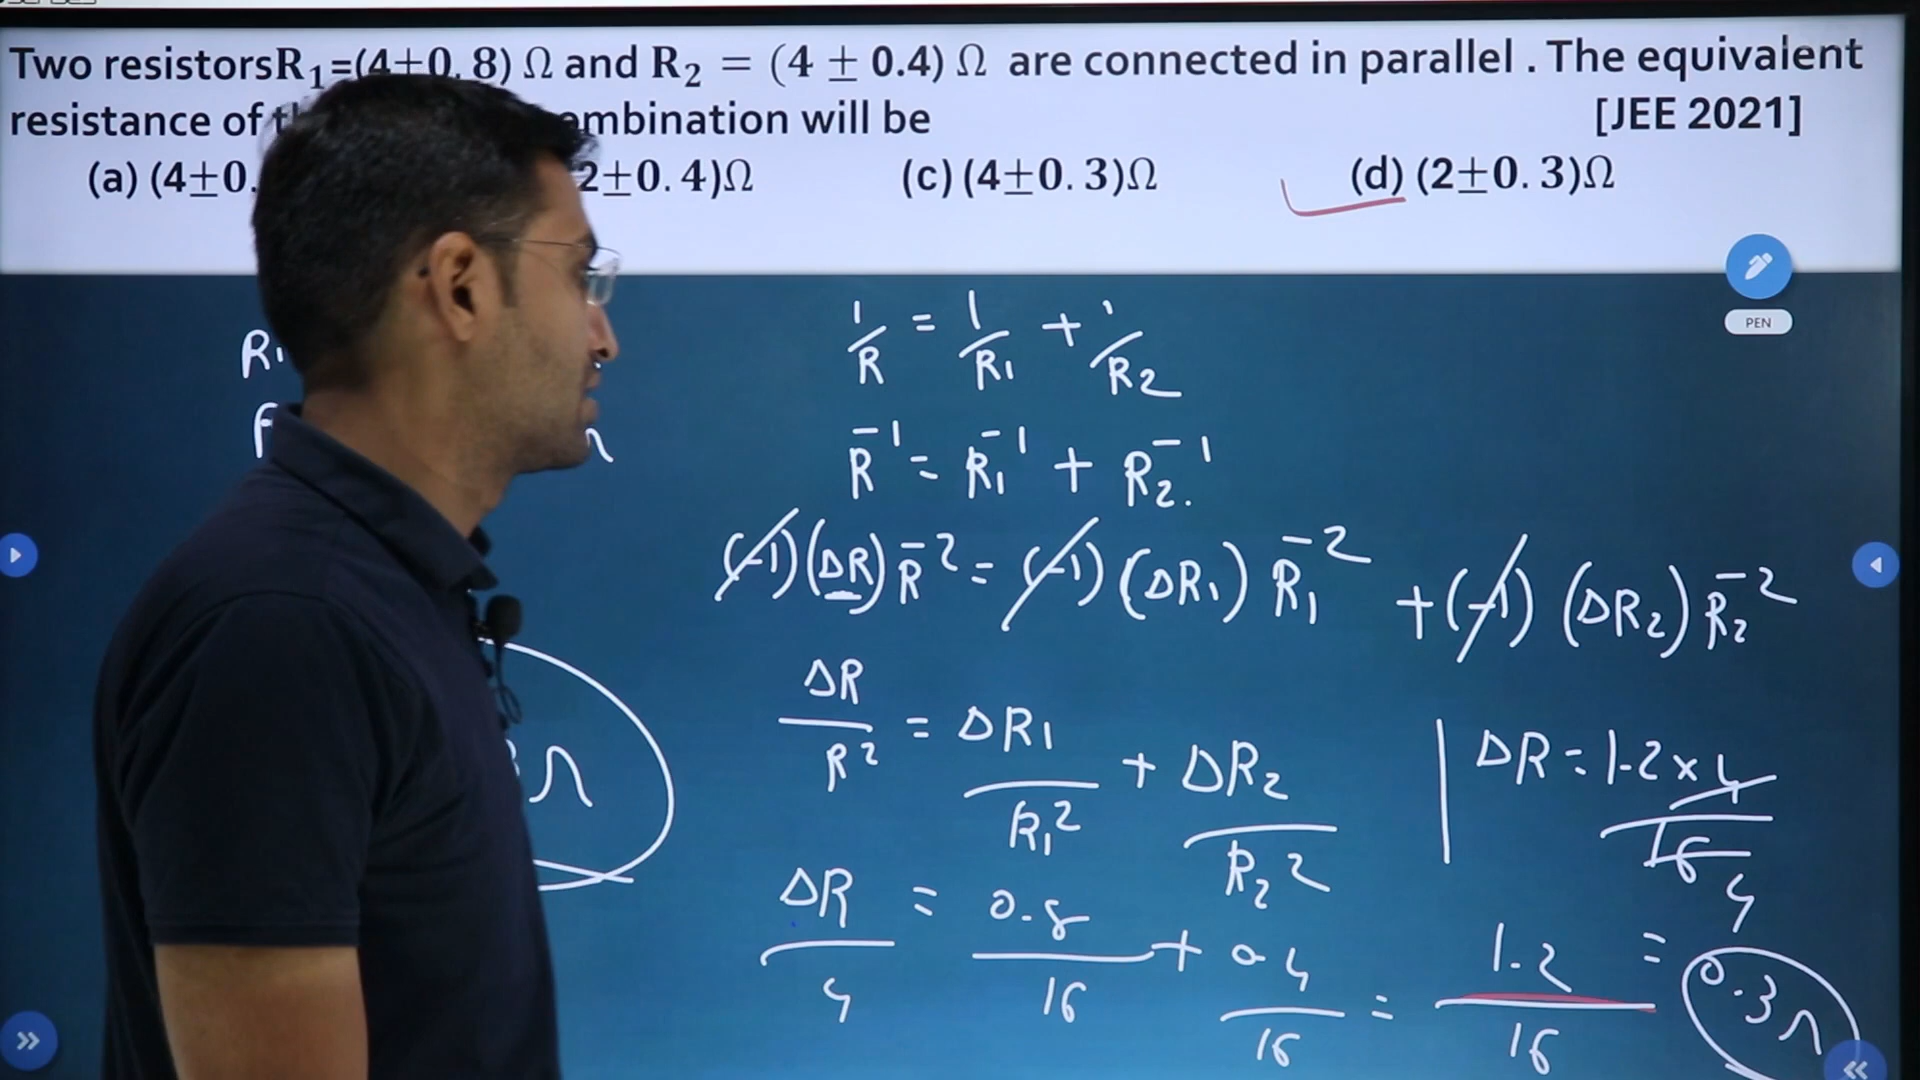 Two resistorsR₁=(4±0.8) Ω and R₂ = (4 ± 0.4) Ω are connected in parallel . The equivalent
resistance of combination will be [JEE 2021]
(a) (4±0. 2±0.4)Ω (c) (4±0.3)Ω (d) (2±0.3)Ω
PEN
R₁
1/R = 1/R₁ + 1/R₂
R⁻¹ = R₁⁻¹ + R₂⁻¹.
(-1)(ΔR)R⁻² = (-1)(ΔR₁)R₁⁻² + (-1)(ΔR₂)R₂⁻²
ΔR/R² = ΔR₁/R₁² + ΔR₂/R₂²
ΔR = 1.2 x 4/16 4
Ω
ΔR/4 = 0.8/16 + 0.4/16 = 1.2/16 = 0.3Ω